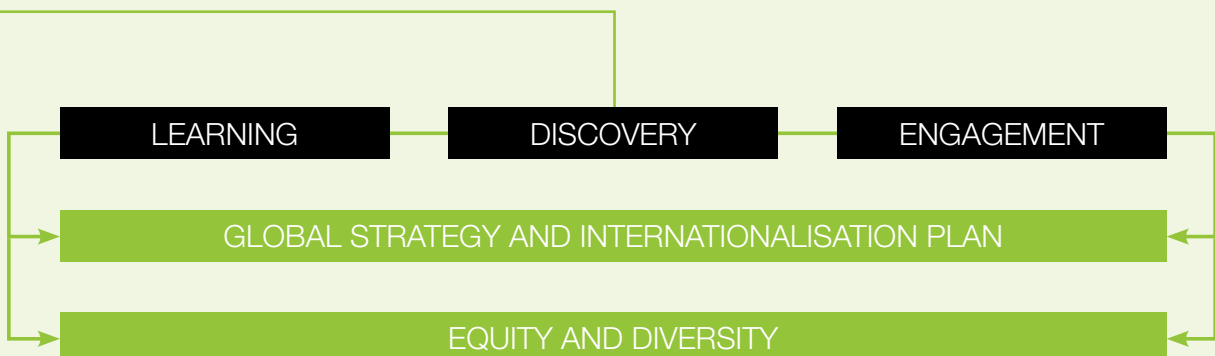 LEARNING
DISCOVERY
ENGAGEMENT
GLOBAL STRATEGY AND INTERNATIONALISATION PLAN
EQUITY AND DIVERSITY